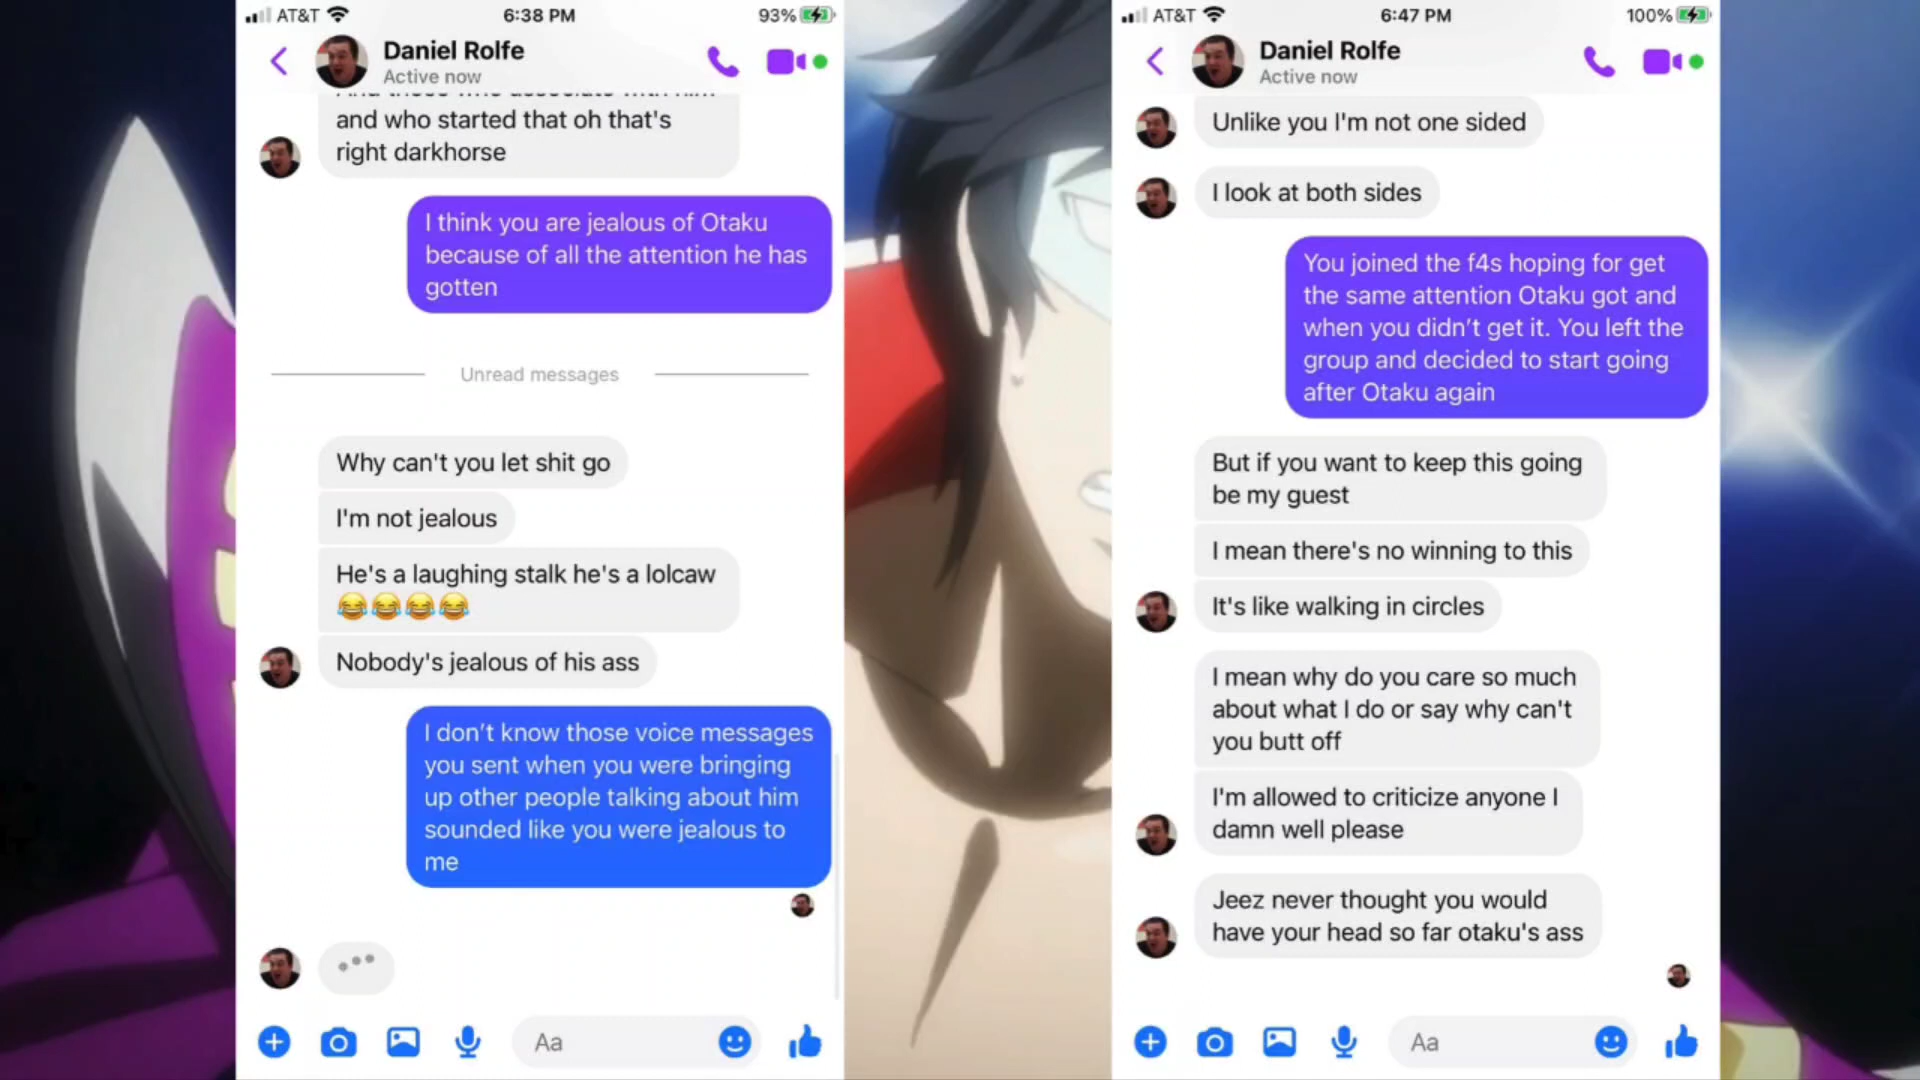 AT&T
6:38 PM
93%
Daniel Rolfe
Active now
and who started that oh that's
right darkhorse
I think you are jealous of Otaku
because of all the attention he has
gotten
Unread messages
Why can't you let shit go
I'm not jealous
He's a laughing stalk he's a lolcaw
😂😂😂😂
Nobody's jealous of his ass
I don’t know those voice messages
you sent when you were bringing
up other people talking about him
sounded like you were jealous to
me
Aa
AT&T
6:47 PM
100%
Daniel Rolfe
Active now
Unlike you I'm not one sided
I look at both sides
You joined the f4s hoping for get
the same attention Otaku got and
when you didn’t get it. You left the
group and decided to start going
after Otaku again
But if you want to keep this going
be my guest
I mean there's no winning to this
It's like walking in circles
I mean why do you care so much
about what I do or say why can't
you butt off
I'm allowed to criticize anyone I
damn well please
Jeez never thought you would
have your head so far otaku's ass
Aa